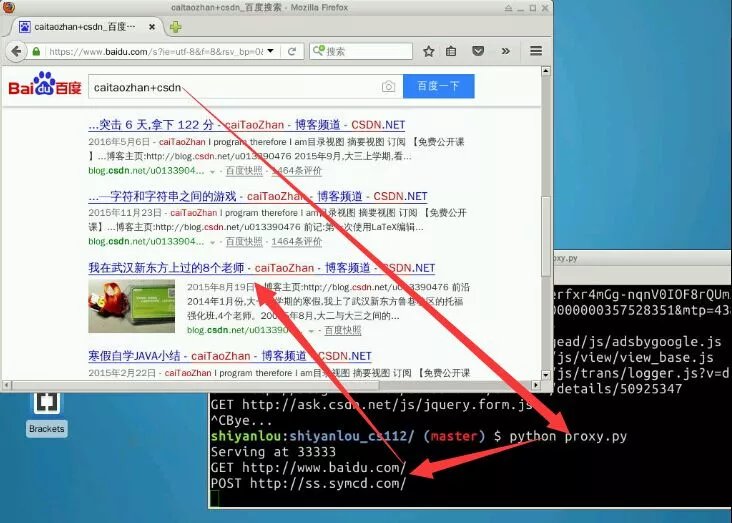 caitaozhan+csdn_百度搜索 - Mozilla Firefox
caitaozhan+csdn_百度…
https://www.baidu.com/s?ie=utf-8&f=8&rsv_bp=0&
搜索
Bai du 百度
caitaozhan+csdn
百度一下
...突击 6 天,拿下 122 分 - caiTaoZhan - 博客频道 - CSDN.NET
2016年5月6日 - caiTaoZhan I program therefore I am目录视图 摘要视图 订阅 【免费公开课
】...博客主页:http://blog.csdn.net/u013390476 2015年9月,大三上学期,看...
blog.csdn.net/u0133904... - 百度快照 - 1464条评价
...—字符和字符串之间的游戏 - caiTaoZhan - 博客频道 - CSDN.NET
2015年11月23日 - caiTaoZhan I program therefore I am目录视图 摘要视图 订阅 【免费公开
课】...博客主页:http://blog.csdn.net/u013390476 前记:第一次使用LaTeX编辑...
blog.csdn.net/u0133904... - 百度快照 - 1464条评价
我在武汉新东方上过的8个老师 - caiTaoZhan - 博客频道 - CSDN.NET
2015年8月19日 - 博客主页:http://blog.csdn.net/u013390476 前沿
2014年1月份,大一上学期的寒假,我上了武汉新东方鲁巷校区的托福
强化班,4个老师。2015年8月,大二与大三之间的...
blog.csdn.net/u0133904... - 百度快照
寒假自学JAVA小结 - caiTaoZhan - 博客频道 - CSDN.NET
2015年2月22日 - caiTaoZhan I program therefore I am目录视图 摘要视图 订阅 【免费公开课
Brackets
oxy.py
erfxr4mGg-nqnV0IOF8rQUm
00000000357528351&mtp=43
gead/js/adsbygoogle.js
/js/view/view_base.js
/js/trans/logger.js?v=d
/details/50925347
GET http://ask.csdn.net/js/jquery.form.js
^CBye...
shiyanlou:shiyanlou_cs112/ (master) $ python proxy.py
Serving at 33333
GET http://www.baidu.com/
POST http://ss.symcd.com/